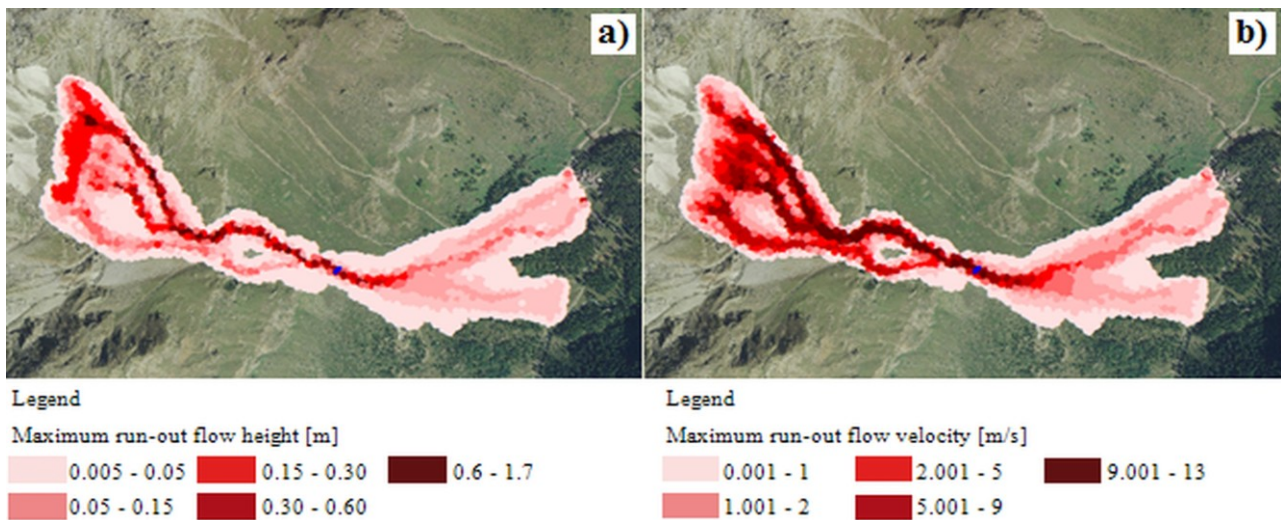 a)
b)
Legend
Maximum run-out flow height [m]
0.005 - 0.05
0.15 - 0.30
0.6 - 1.7
0.05 - 0.15
0.30 - 0.60
Legend
Maximum run-out flow velocity [m/s]
0.001 - 1
2.001 - 5
9.001 - 13
1.001 - 2
5.001 - 9